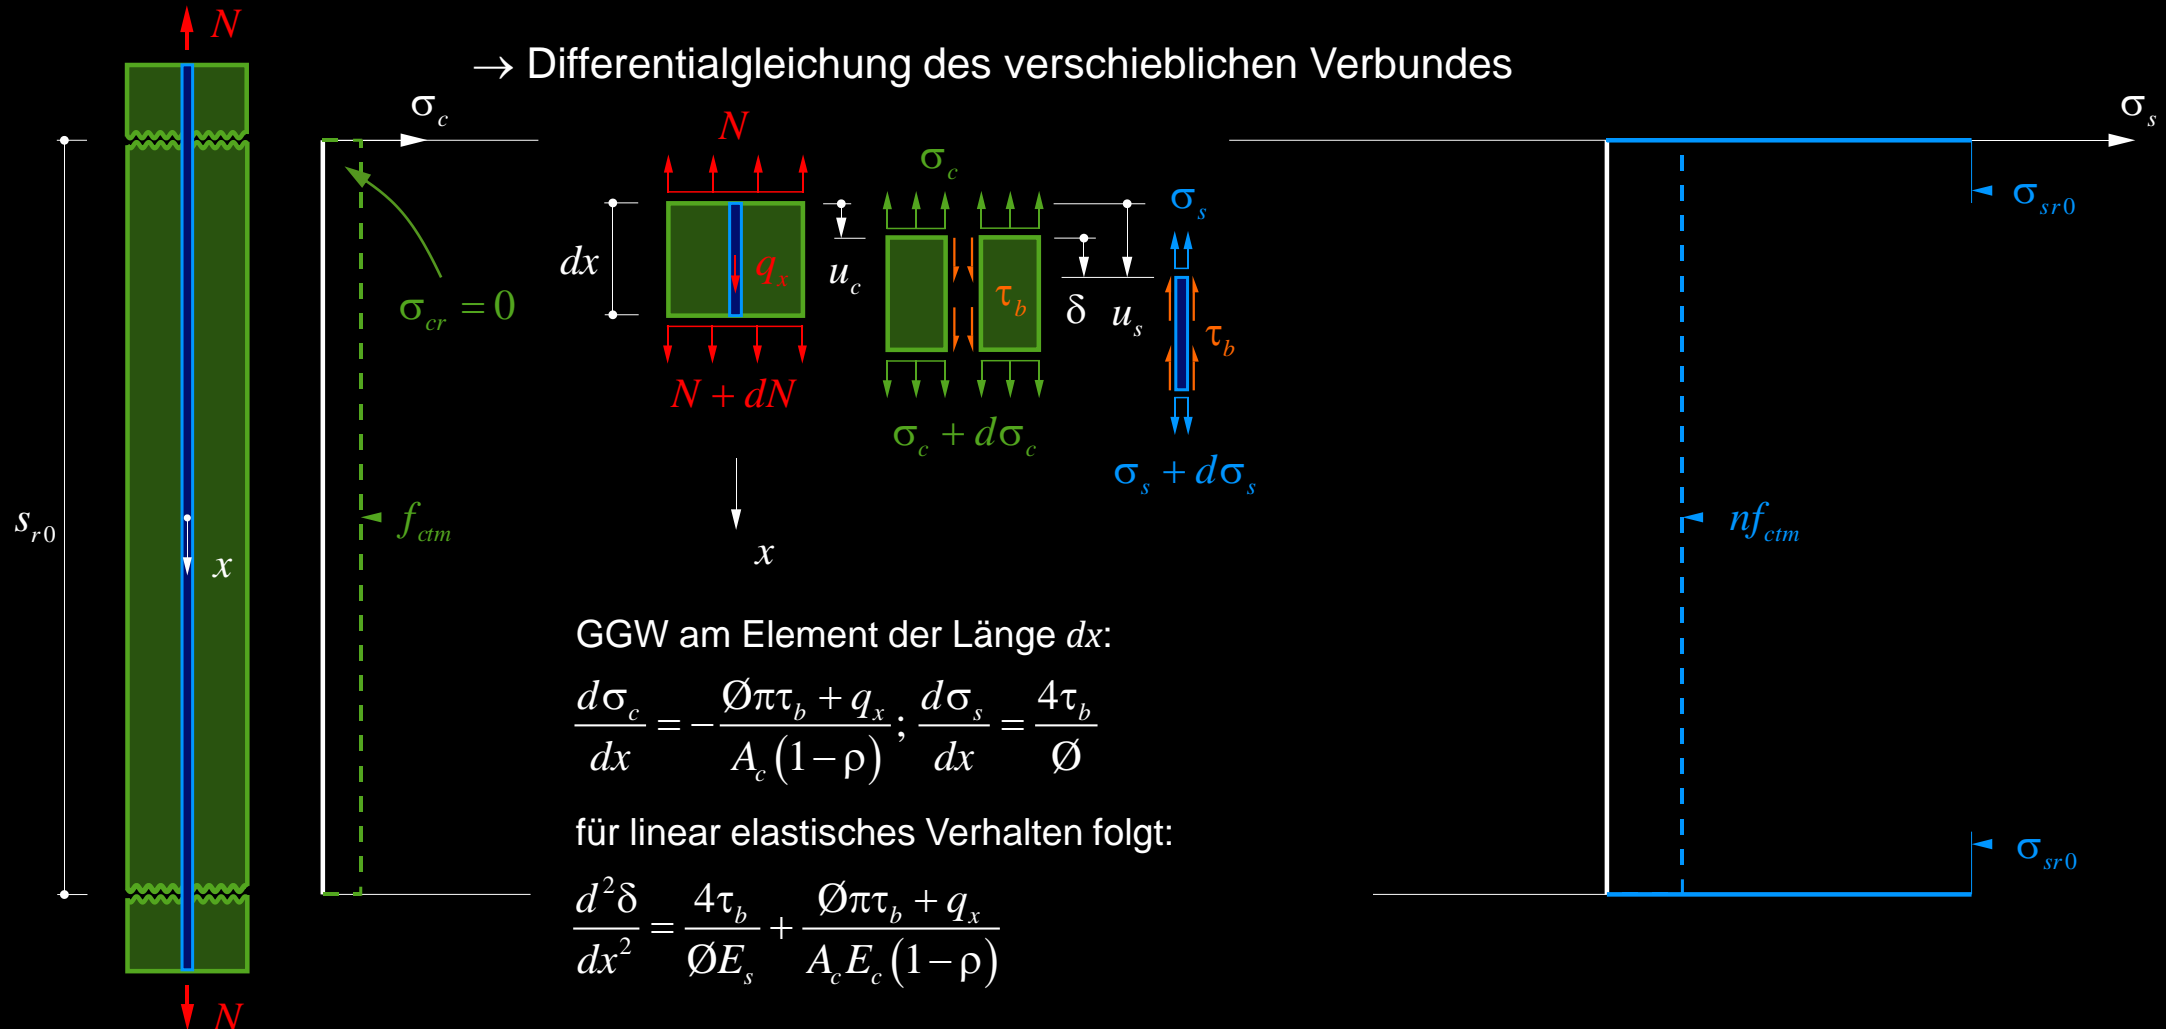 N
→ Differentialgleichung des verschieblichen Verbundes
σ_c
N
σ_s
σ_c
σ_s
σ_sr0
dx
q_x
u_c
τ_b
δ
u_s
τ_b
σ_cr = 0
N + dN
σ_c + dσ_c
σ_s + dσ_s
s_r0
f_ctm
nf_ctm
x
x
GGW am Element der Länge dx:
dσ_c/dx = −(Øπτ_b + q_x)/(A_c(1−ρ)); dσ_s/dx = 4τ_b/Ø
für linear elastisches Verhalten folgt:
σ_sr0
d²δ/dx² = 4τ_b/(ØE_s) + (Øπτ_b + q_x)/(A_cE_c(1−ρ))
N